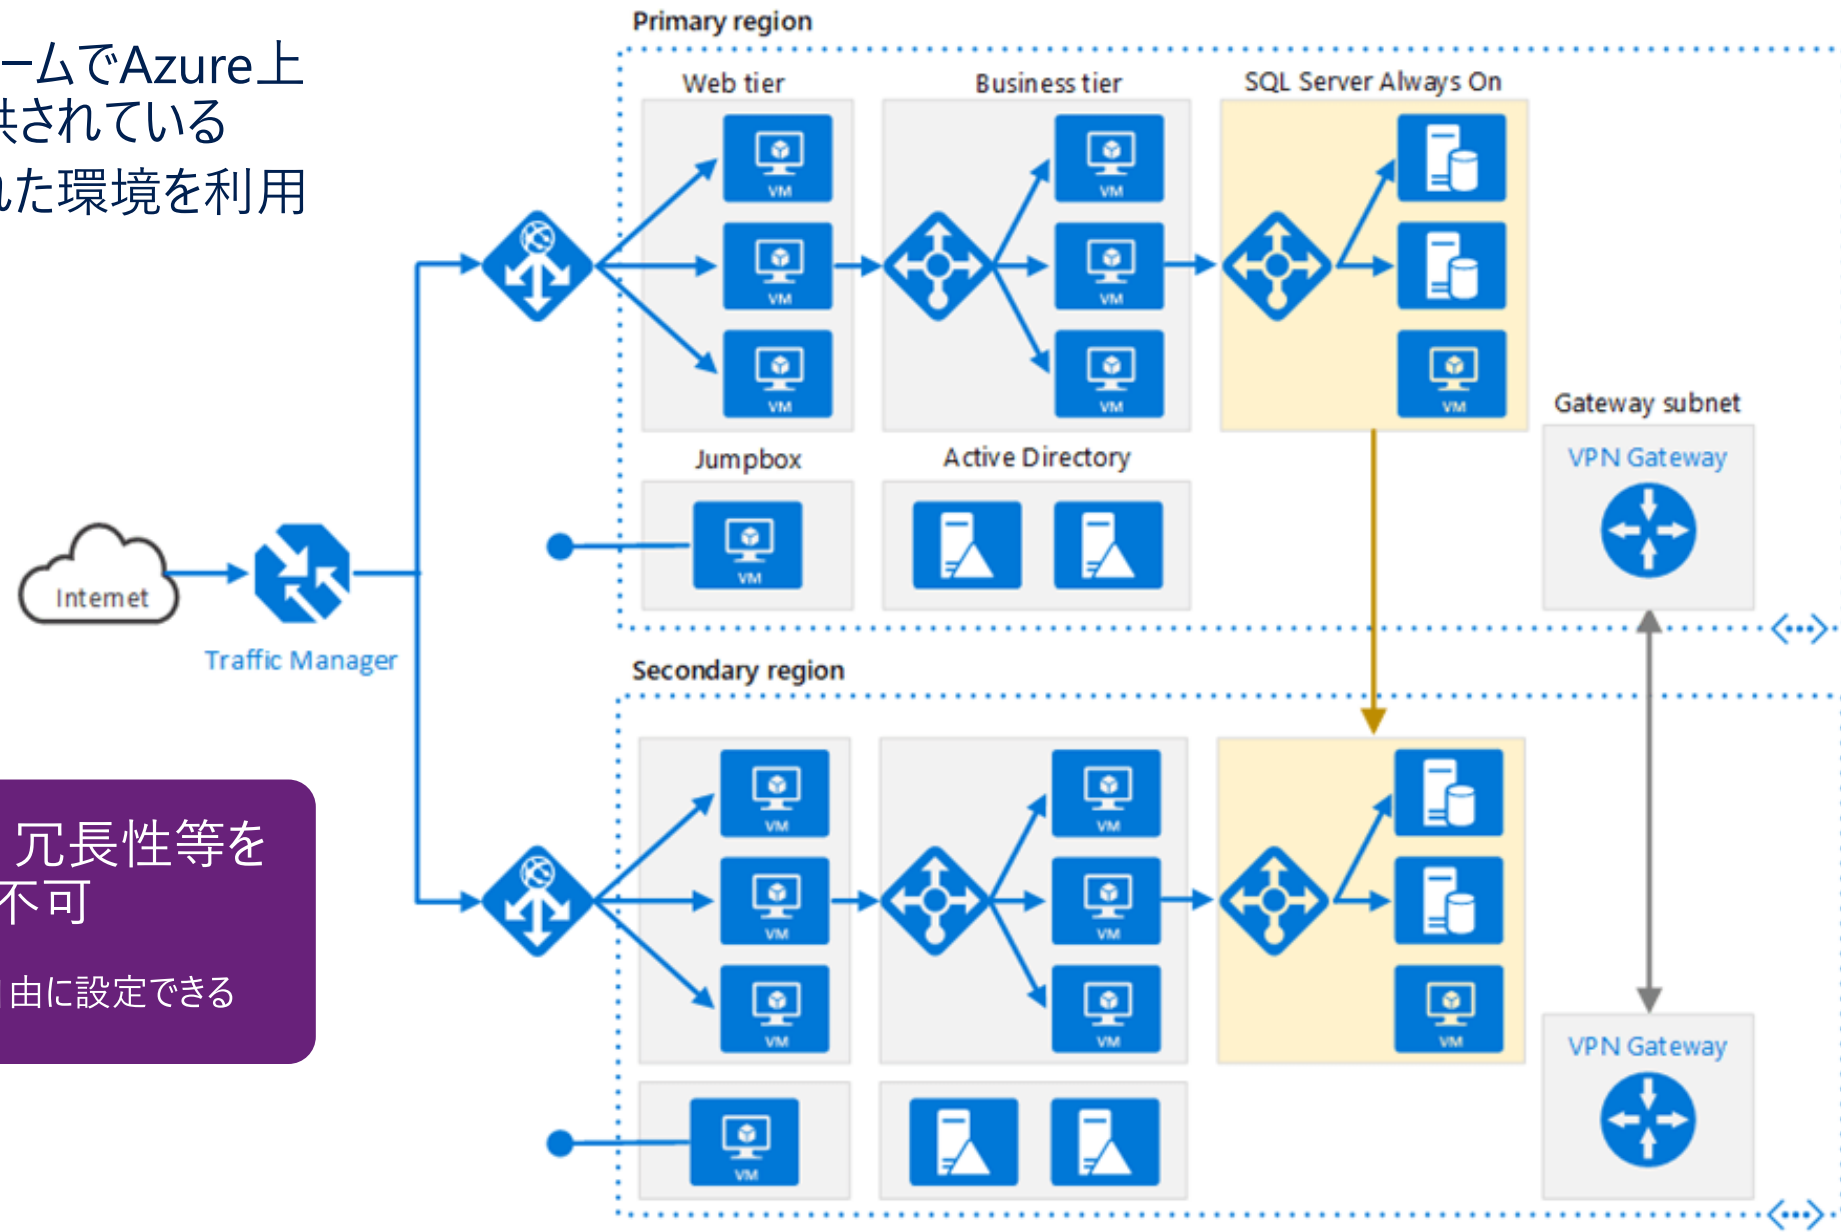 ームでAzure上
供されている
れた環境を利用
Primary region
Web tier
Business tier
SQL Server Always On
VM
VM
VM
VM
VM
VM
VM
Gateway subnet
VPN Gateway
Jumpbox
Active Directory
VM
Internet
Traffic Manager
Secondary region
VM
VM
VM
VM
VM
VM
VM
VPN Gateway
VM
冗長性等を
不可
由に設定できる